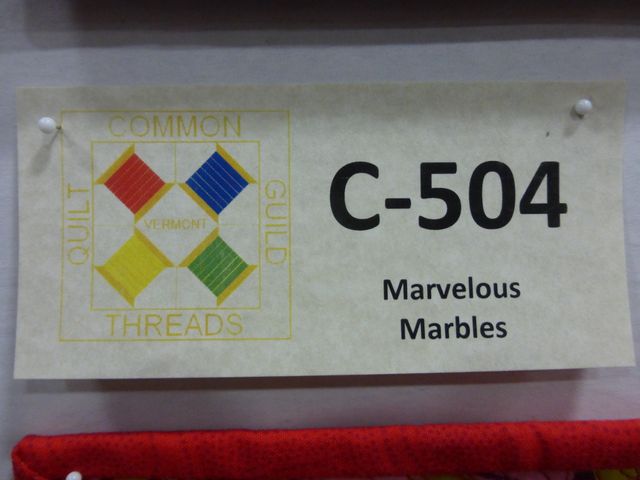 COMMON
QUILT
VERMONT
GUILD
THREADS
C-504
Marvelous
Marbles